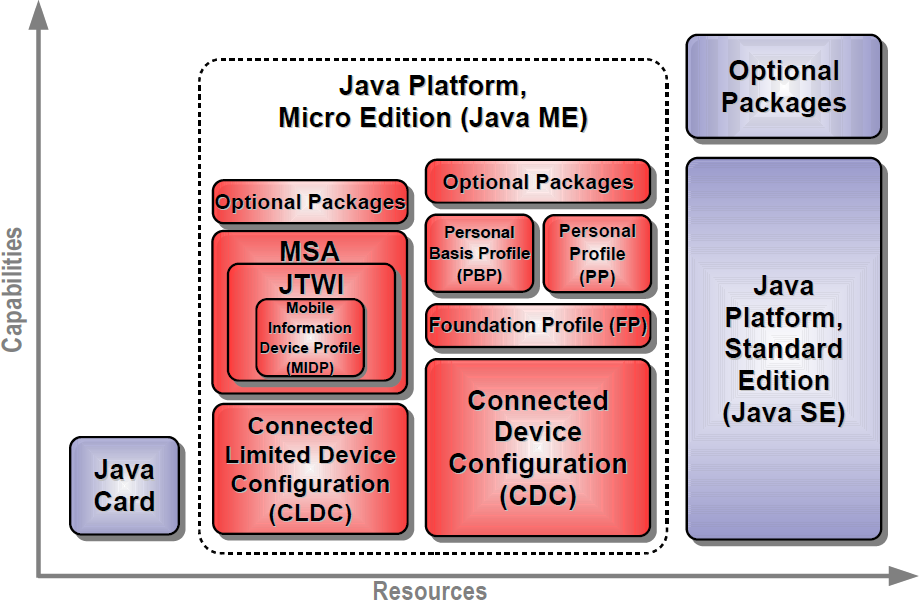 Capabilities
Java Platform,
Micro Edition (Java ME)
Optional Packages
MSA
JTWI
Mobile
Information
Device Profile
(MIDP)
Connected
Limited Device
Configuration
(CLDC)
Optional Packages
Personal
Basis Profile
(PBP)
Personal
Profile
(PP)
Foundation Profile (FP)
Connected
Device
Configuration
(CDC)
Java
Card
Optional
Packages
Java
Platform,
Standard
Edition
(Java SE)
Resources